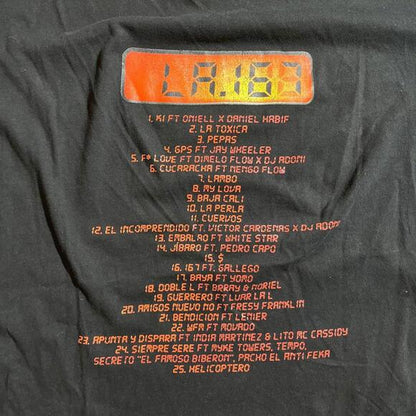 LA.167
1. KI FT ONIELL X DANIEL HABIF
2. LA TOXICA
3. PEPAS
4. GPS FT JAY WHEELER
5. F* LOVE FT DIMELO FLOW X DJ ADONI
6. CUCARACHA FT NENGO FLOW
7. LAMBO
8. MY LOVA
9. BAJA CALI
10. LA PERLA
11. CUERVOS
12. EL INCOMPRENDIDO FT. VICTOR CARDENAS X DJ ADONI
13. EMBALAO FT WHITE STAR
14. JÍBARO FT. PEDRO CAPO
15. $
16. 167 FT. GALLEGO
17. BAYA FT YOMO
18. DOBLE L FT BRRAY & NORIEL
19. GUERRERO FT LUAR LA L
20. AMIGOS NUEVO NO FT FRESY FRANKLIN
21. BENDICION FT LENIER
22. WFM FT MOVADO
23. APUNTA Y DISPARA FT INDIA MARTINEZ & LITO MC CASSIDY
24. SIEMPRE SERE FT MYKE TOWERS, TEMPO,
SECRETO "EL FAMOSO BIBERON", PACHO EL ANTI FEKA
25. HELICOPTERO